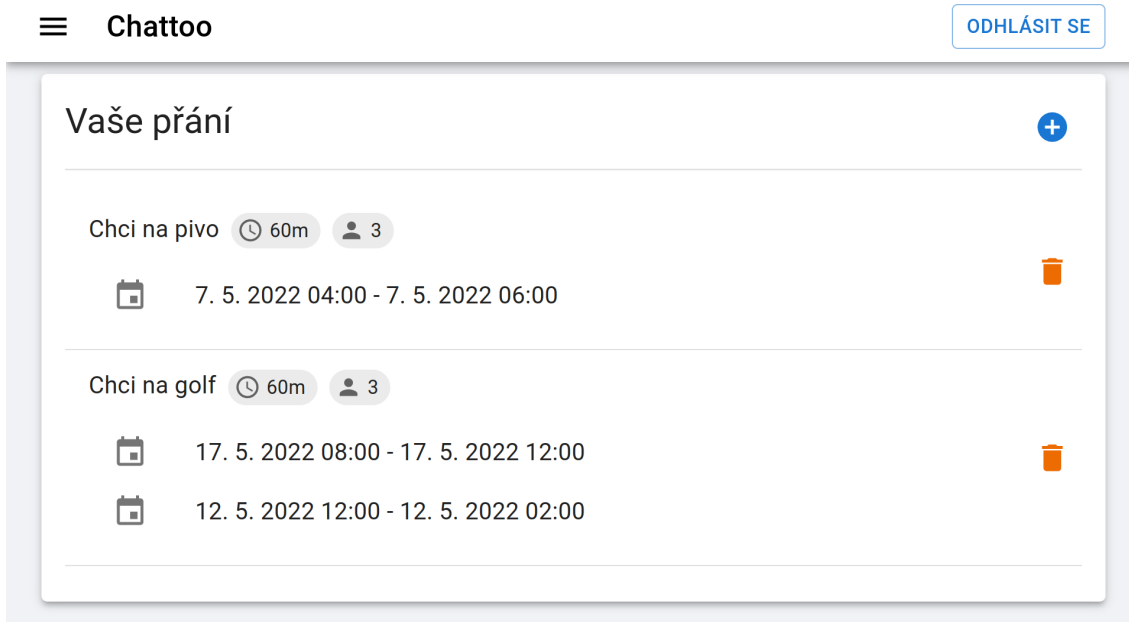 Chattoo
ODHLÁSIT SE
Vaše přání
Chci na pivo 60m 3
7. 5. 2022 04:00 - 7. 5. 2022 06:00
Chci na golf 60m 3
17. 5. 2022 08:00 - 17. 5. 2022 12:00
12. 5. 2022 12:00 - 12. 5. 2022 02:00